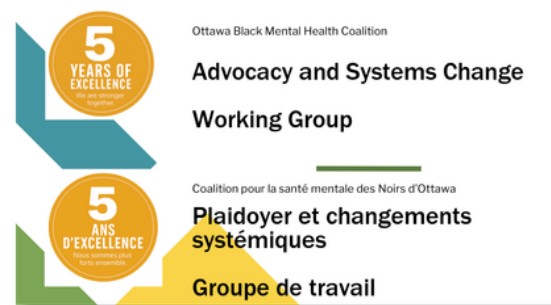 5
YEARS OF
EXCELLENCE
We are stronger
together.
Ottawa Black Mental Health Coalition
Advocacy and Systems Change
Working Group
5
ANS
D'EXCELLENCE
Nous sommes plus
forts ensemble.
Coalition pour la santé mentale des Noirs d'Ottawa
Plaidoyer et changements
systémiques
Groupe de travail